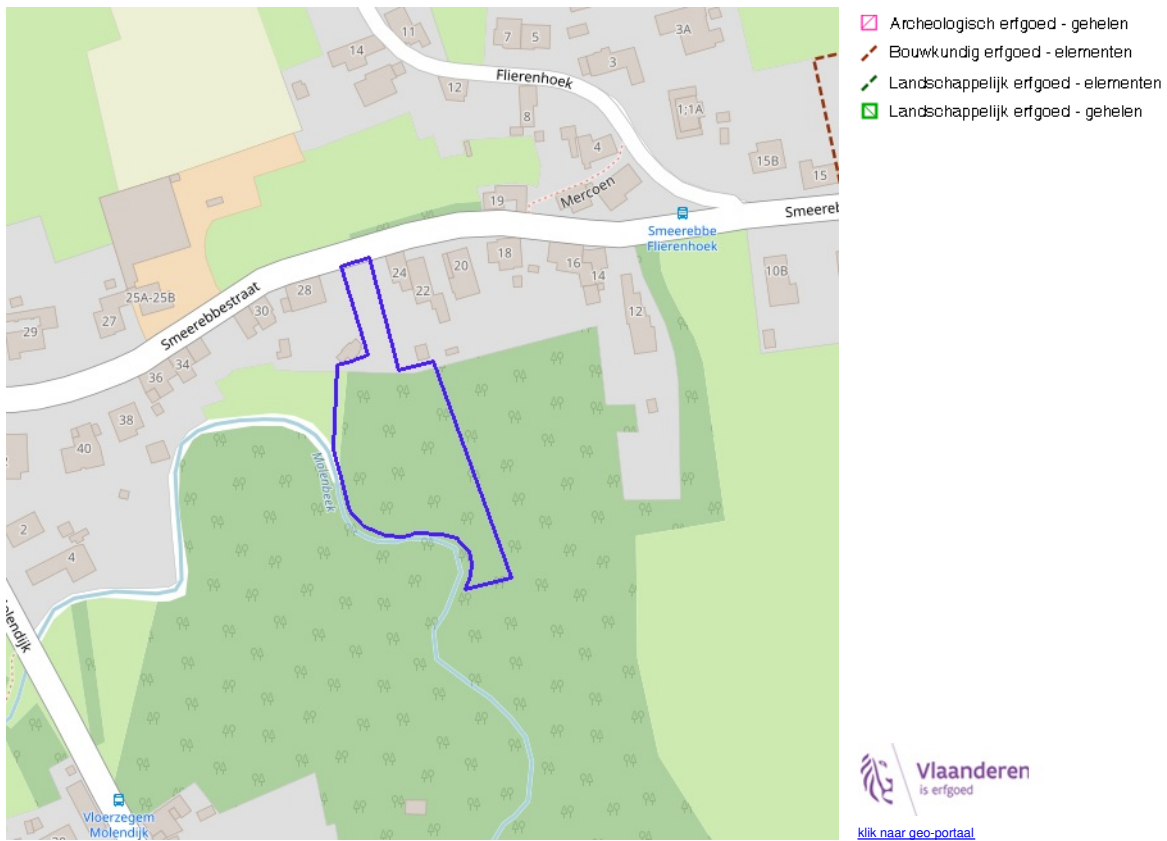 11
7
5
3A
14
Flierenhoek
3
12
8
1;1A
4
15B
15
Mercoen
19
Smeerebbe
Flierenhoek
18
16
14
10B
20
24
22
28
30
25A-25B
27
29
Smeerebbestraat
34
36
12
38
40
Molenbeek
2
4
Vloerzegem
Molendijk
Archeologisch erfgoed - gehelen
Bouwkundig erfgoed - elementen
Landschappelijk erfgoed - elementen
Landschappelijk erfgoed - gehelen
Vlaanderen
is erfgoed
klik naar geo-portaal